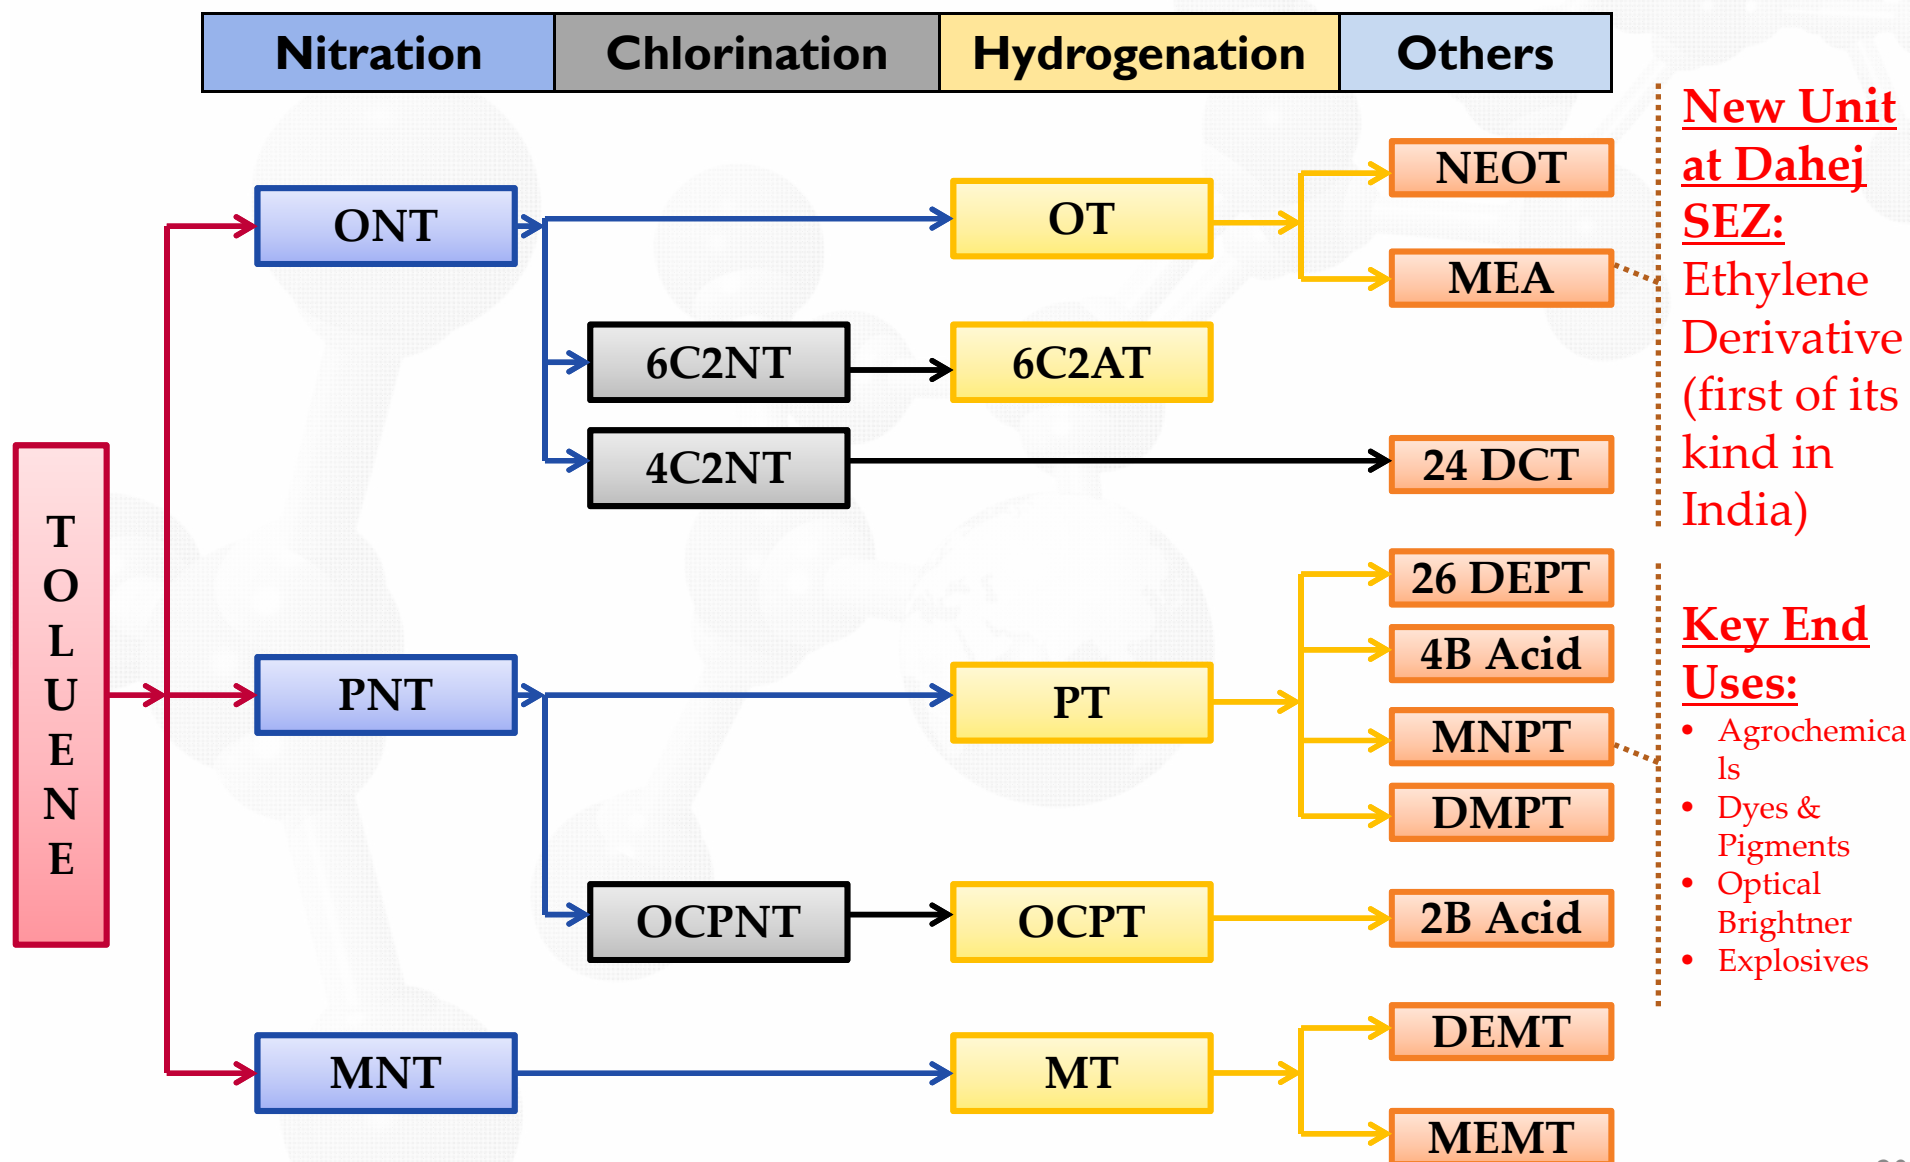 Nitration Chlorination Hydrogenation Others
NEOT
ONT
OT
MEA
6C2NT
6C2AT
4C2NT
24 DCT
T
O
L
U
E
N
E
26 DEPT
4B Acid
PNT
PT
MNPT
DMPT
OCPNT
OCPT
2B Acid
DEMT
MNT
MT
MEMT
New Unit
at Dahej
SEZ:
Ethylene
Derivative
(first of its
kind in
India)
Key End
Uses:
• Agrochemica
ls
• Dyes &
Pigments
• Optical
Brightner
• Explosives